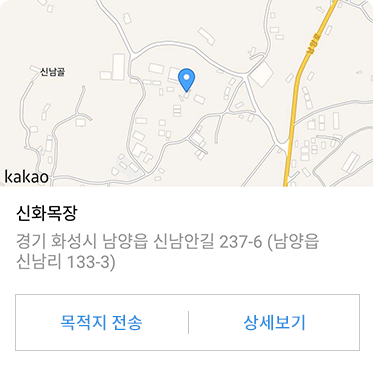 신남골
남양로
kakao
신화목장
경기 화성시 남양읍 신남안길 237-6 (남양읍
신남리 133-3)
목적지 전송
상세보기